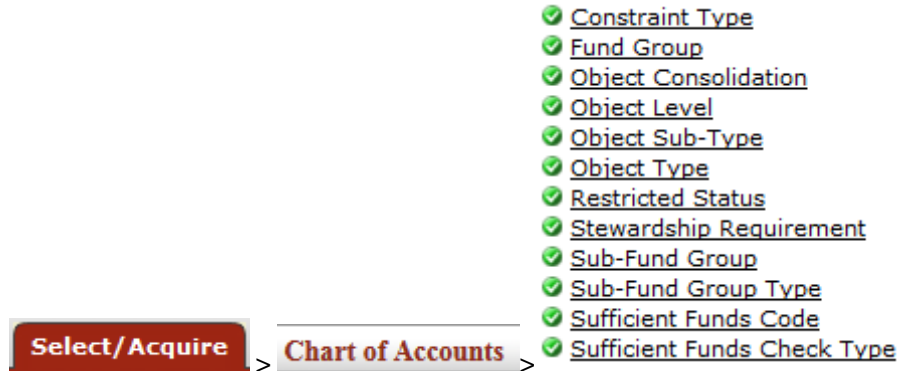 Constraint Type
Fund Group
Object Consolidation
Object Level
Object Sub-Type
Object Type
Restricted Status
Stewardship Requirement
Sub-Fund Group
Sub-Fund Group Type
Sufficient Funds Code
Select/Acquire > Chart of Accounts > Sufficient Funds Check Type